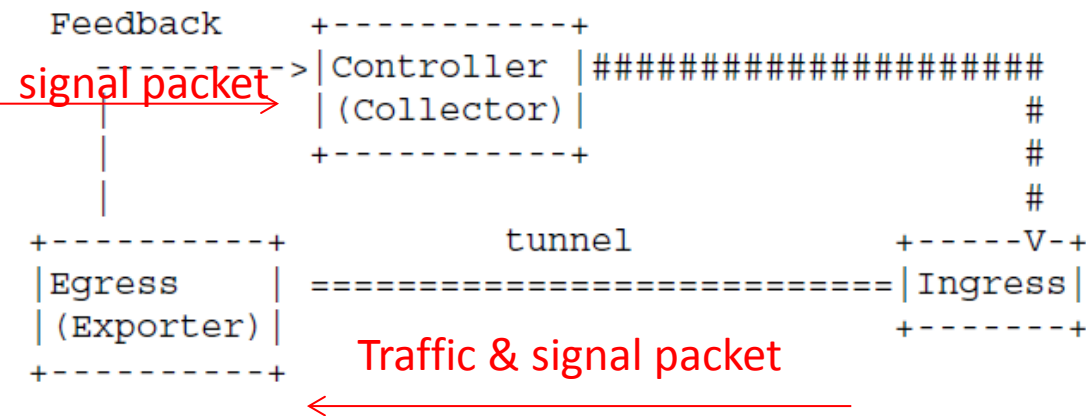 Feedback
+-----------+
---------->|Controller |#####################
signal packet
|(Collector)| #
| +-----------+ #
| #
+----------+ tunnel +-----V-+
|Egress | ===========================|Ingress|
|(Exporter)| +-------+
Traffic & signal packet
+----------+